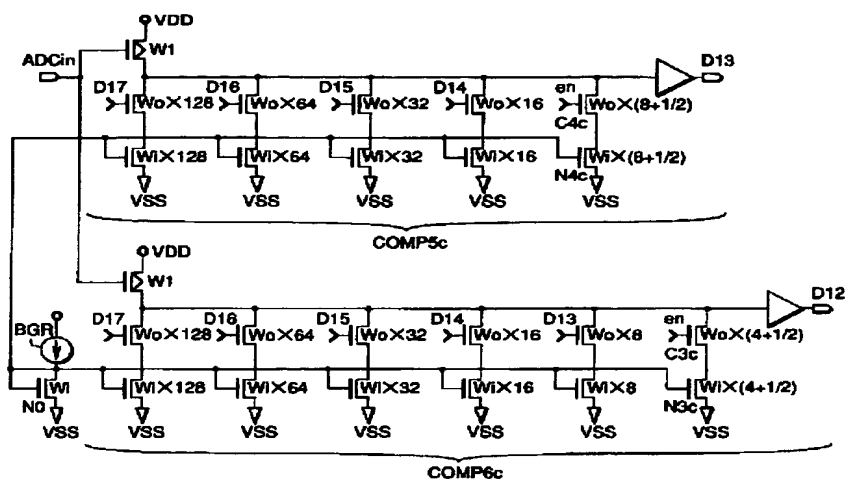 VDD
ADCin
W1
D13
D17
Wo×128
D16
Wo×64
D15
Wo×32
D14
Wo×16
en
Wo×(8+1/2)
C4c
Wi×128
Wi×64
Wi×32
Wi×16
Wi×(8+1/2)
N4c
VSS
VSS
VSS
VSS
VSS
COMP5c
VDD
W1
D12
BGR
D17
Wo×128
D16
Wo×64
D15
Wo×32
D14
Wo×16
D13
Wo×8
en
Wo×(4+1/2)
C3c
Wi
Wi×128
Wi×64
Wi×32
Wi×16
Wi×8
Wi×(4+1/2)
N0
N3c
VSS
VSS
VSS
VSS
VSS
VSS
VSS
COMP6c